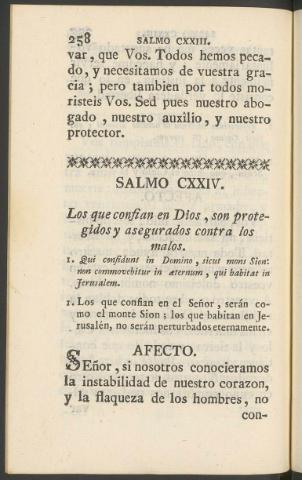 258 SALMO CXXIII.
var, que Vos. Todos hemos peca-
do, y necesitamos de vuestra gra-
cia; pero tambien por todos mo-
risteis Vos. Sed pues nuestro abo-
gado, nuestro auxîlio, y nuestro
protector.
SALMO CXXIV.
Los que confian en Dios, son prote-
gidos y asegurados contra los
malos.
1. Qui confidunt in Domino, sicut mons Sion:
non commovebitur in æternum, qui habitat in
Jerusalem.
1. Los que confian en el Señor, serán co-
mo el monte Sion; los que habitan en Je-
rusalén, no serán perturbados eternamente.
AFECTO.
SEñor, si nosotros conocieramos
la instabilidad de nuestro corazon,
y la flaqueza de los hombres, no
con-